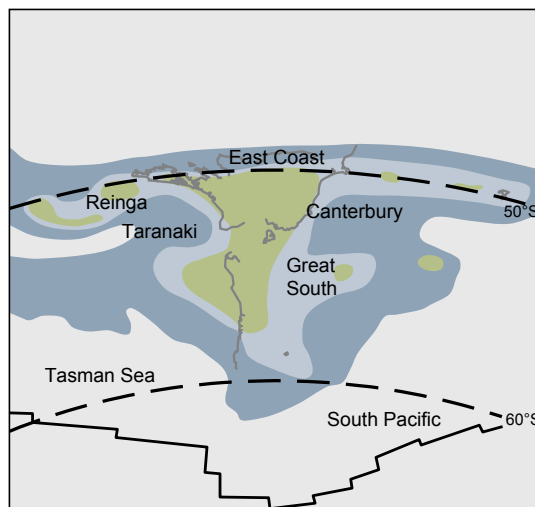 East Coast
Reinga
Canterbury
50°S
Taranaki
Great
South
Tasman Sea
South Pacific
60°S